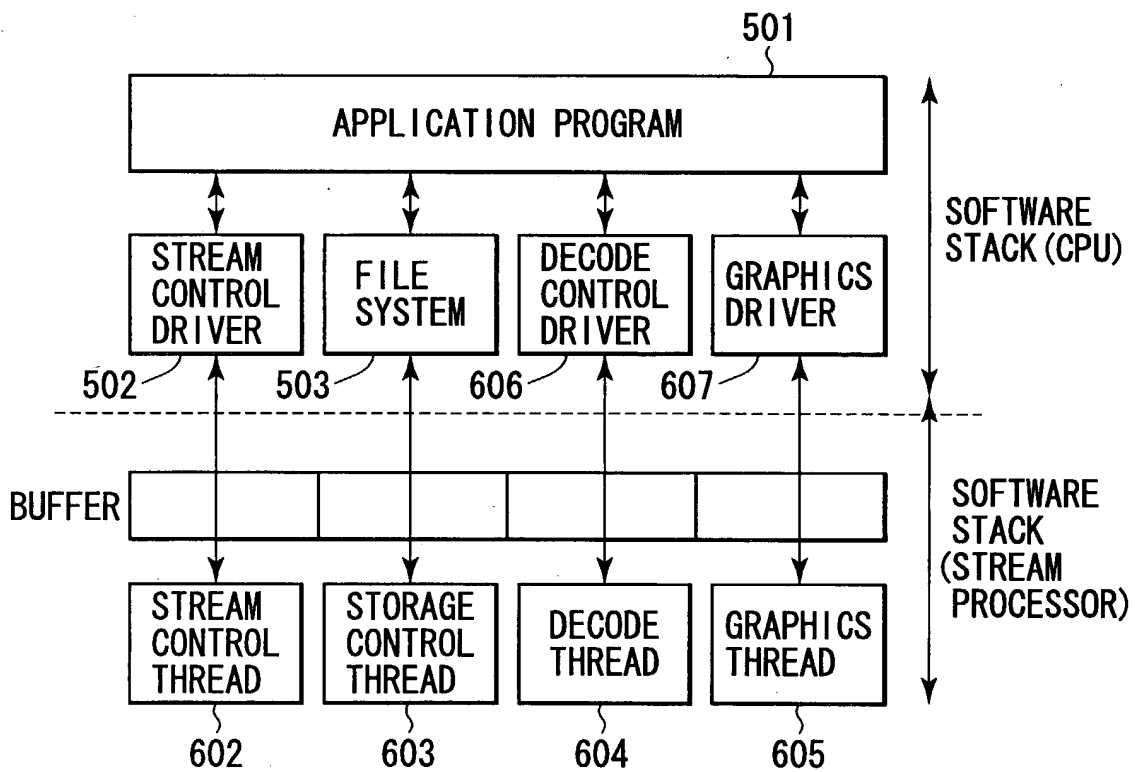 501
APPLICATION PROGRAM
STREAM
CONTROL
DRIVER
FILE
SYSTEM
DECODE
CONTROL
DRIVER
GRAPHICS
DRIVER
SOFTWARE
STACK (CPU)
502
503
606
607
BUFFER
SOFTWARE
STACK
(STREAM
PROCESSOR)
STREAM
CONTROL
THREAD
STORAGE
CONTROL
THREAD
DECODE
THREAD
GRAPHICS
THREAD
602
603
604
605